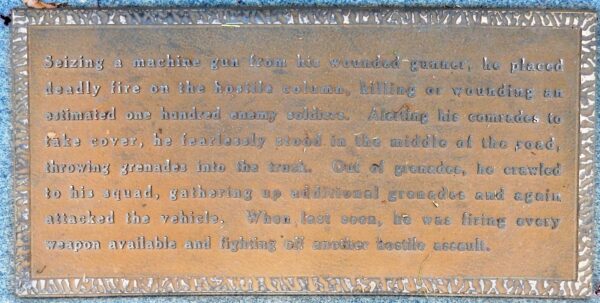 Seizing a machine gun from his wounded gunner, he placed
deadly fire on the hostile column, killing or wounding an
estimated one hundred enemy soldiers. Alerting his comrades to
take cover, he fearlessly stood in the middle of the road,
throwing grenades into the truck. Out of grenades, he crawled
to his squad, gathering up additional grenades and again
attacked the vehicle. When last seen, he was firing every
weapon available and fighting off another hostile assault.